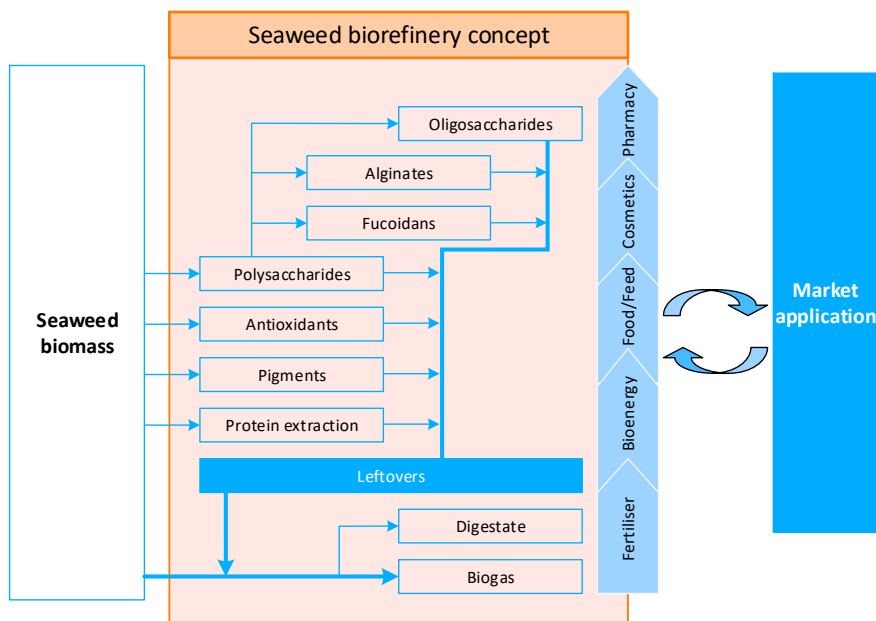 Seaweed biorefinery concept
Seaweed
biomass
Oligosaccharides
Alginates
Fucoidans
Polysaccharides
Antioxidants
Pigments
Protein extraction
Leftovers
Digestate
Biogas
Pharmacy
Cosmetics
Food/Feed
Bioenergy
Fertiliser
Market
application